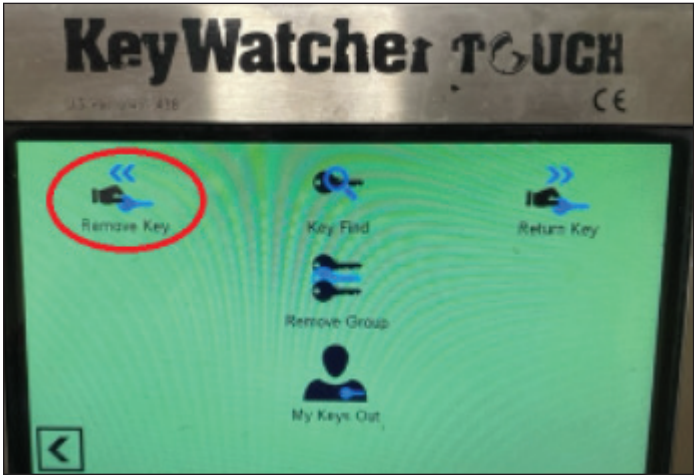 KeyWatcher TOUCH
CE
Remove Key
Key Find
Return Key
Remove Group
My Keys Out